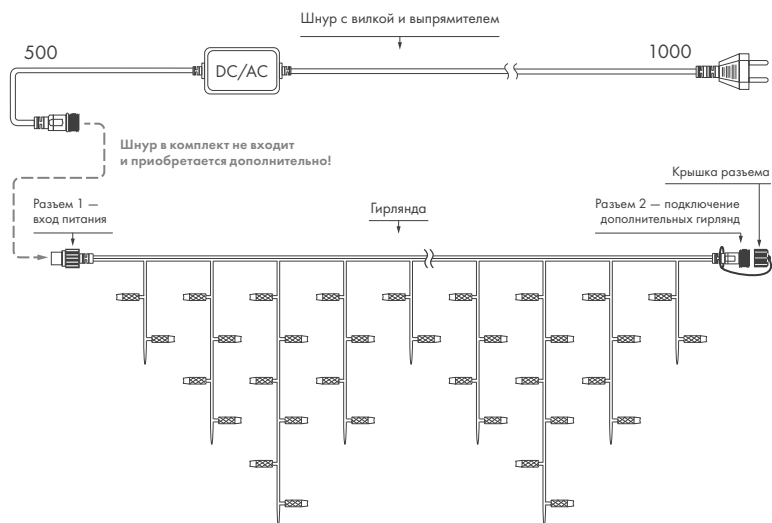 Шнур с вилкой и выпрямителем
500
DC/AC
1000
Шнур в комплект не входит
и приобретается дополнительно!
Крышка разъема
Разъем 1 —
вход питания
Гирлянда
Разъем 2 — подключение
дополнительных гирлянд